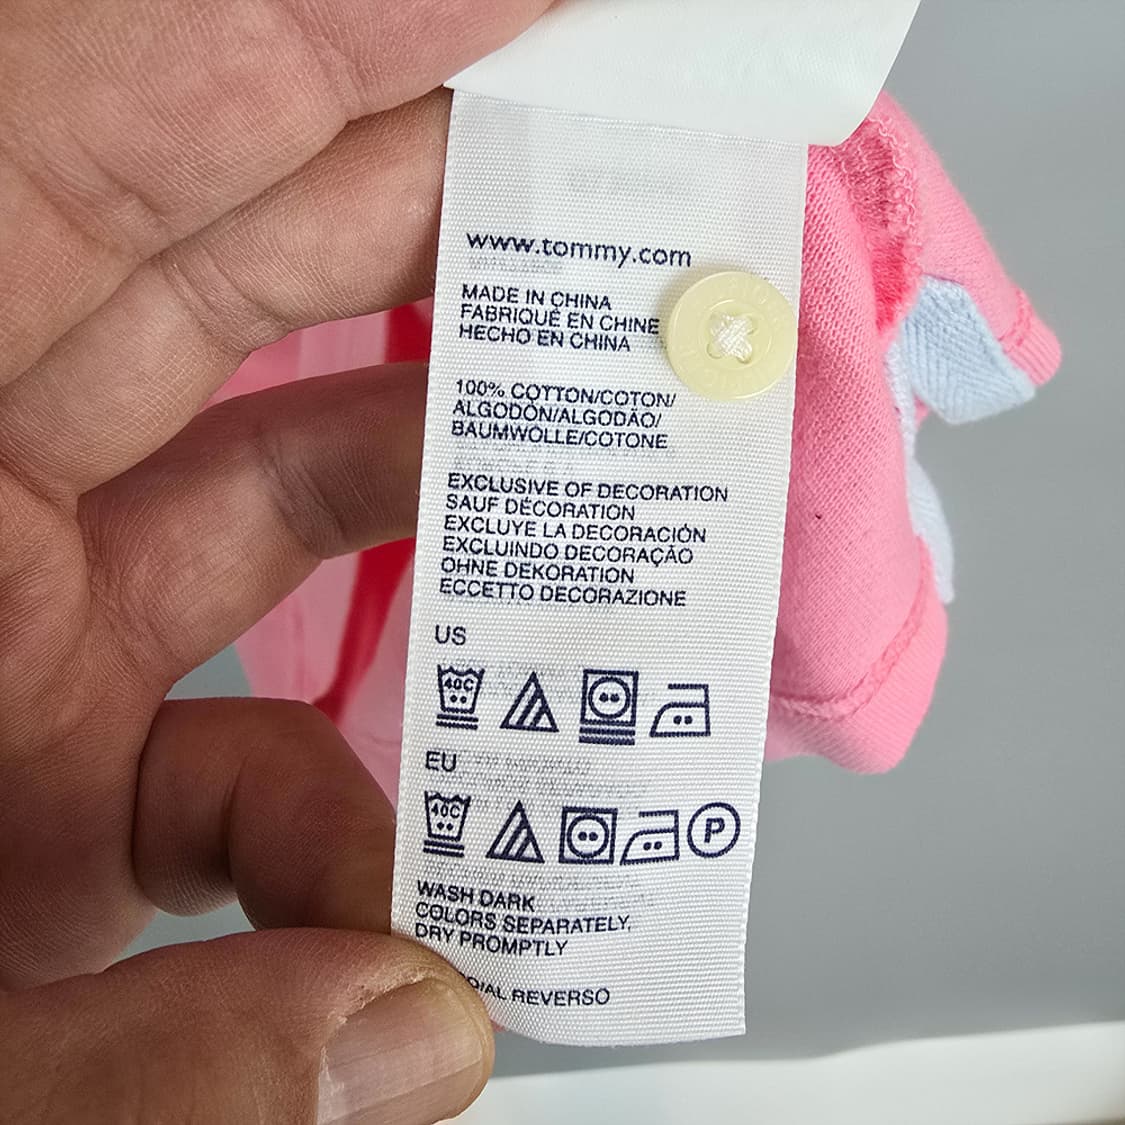 www.tommy.com
MADE IN CHINA
FABRIQUÉ EN CHINE
HECHO EN CHINA
100% COTTON/COTON/
ALGODÓN/ALGODÃO/
BAUMWOLLE/COTONE
EXCLUSIVE OF DECORATION
SAUF DÉCORATION
EXCLUYE LA DECORACIÓN
EXCLUINDO DECORAÇÃO
OHNE DEKORATION
ECCETTO DECORAZIONE
US
40C
EU
40C
P
WASH DARK
COLORS SEPARATELY,
DRY PROMPTLY
REVERSO